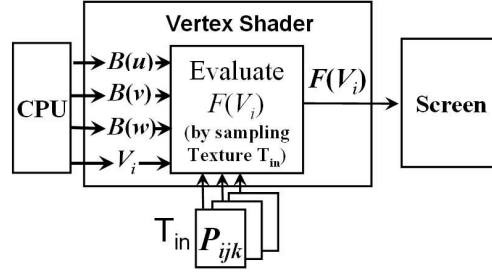 Vertex Shader
CPU
B(u)
B(v)
B(w)
V_i
Evaluate
F(V_i)
(by sampling
Texture T_in)
F(V_i)
Screen
T_in
P_ijk